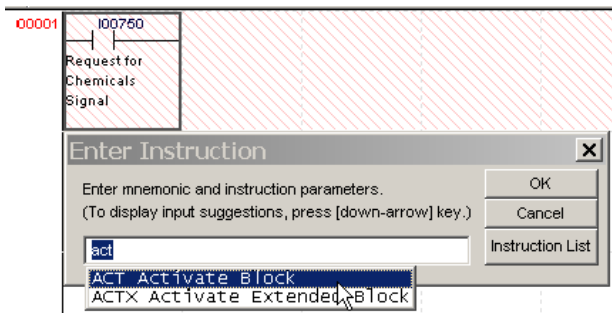 00001 I00750
Request for
Chemicals
Signal
Enter Instruction
Enter mnemonic and instruction parameters.
(To display input suggestions, press [down-arrow] key.)
OK
Cancel
Instruction List
act
ACT Activate Block
ACTX Activate Extended Block